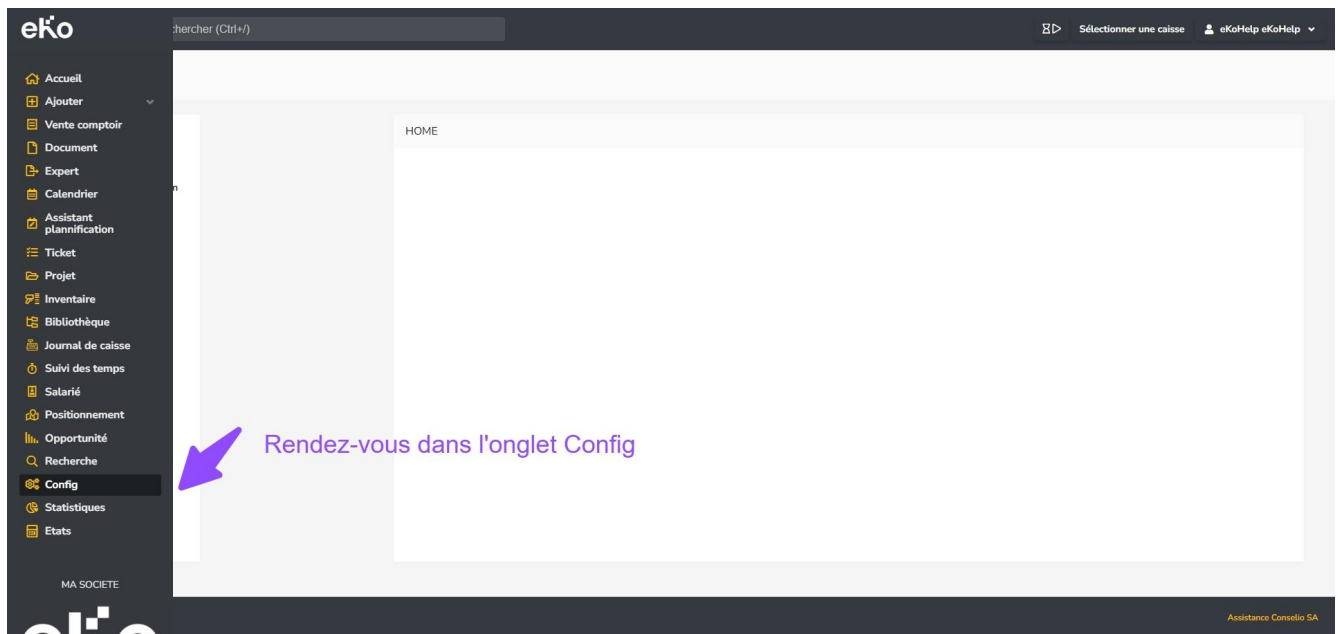 eKo
chercher (Ctrl+/)
Sélectionner une caisse
eKoHelp eKoHelp
Accueil
Ajouter
Vente comptoir
Document
Expert
Calendrier
Assistant
plannification
Ticket
Projet
Inventaire
Bibliothèque
Journal de caisse
Suivi des temps
Salarié
Positionnement
Opportunité
Recherche
Config
Statistiques
Etats
MA SOCIETE
eKo
n
HOME
Rendez-vous dans l'onglet Config
Assistance Conselio SA